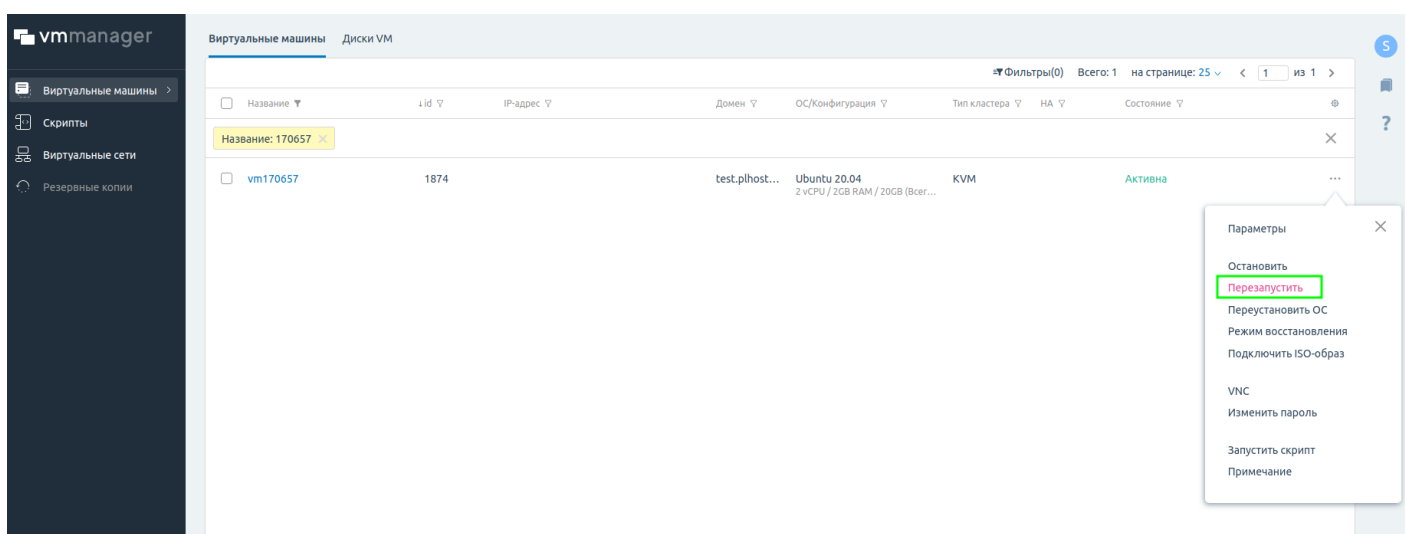 vmmanager
Виртуальные машины Диски VM
S
Фильтры(0) Всего: 1 на странице: 25 1 из 1
Виртуальные машины
Название id IP-адрес Домен ОС/Конфигурация Тип кластера HA Состояние
?
Скрипты
Название: 170657
Виртуальные сети
Резервные копии
vm170657 1874 test.plhost... Ubuntu 20.04 KVM Активна ...
2 vCPU / 2GB RAM / 20GB (Всег...
Параметры
Остановить
Перезапустить
Переустановить ОС
Режим восстановления
Подключить ISO-образ
VNC
Изменить пароль
Запустить скрипт
Примечание